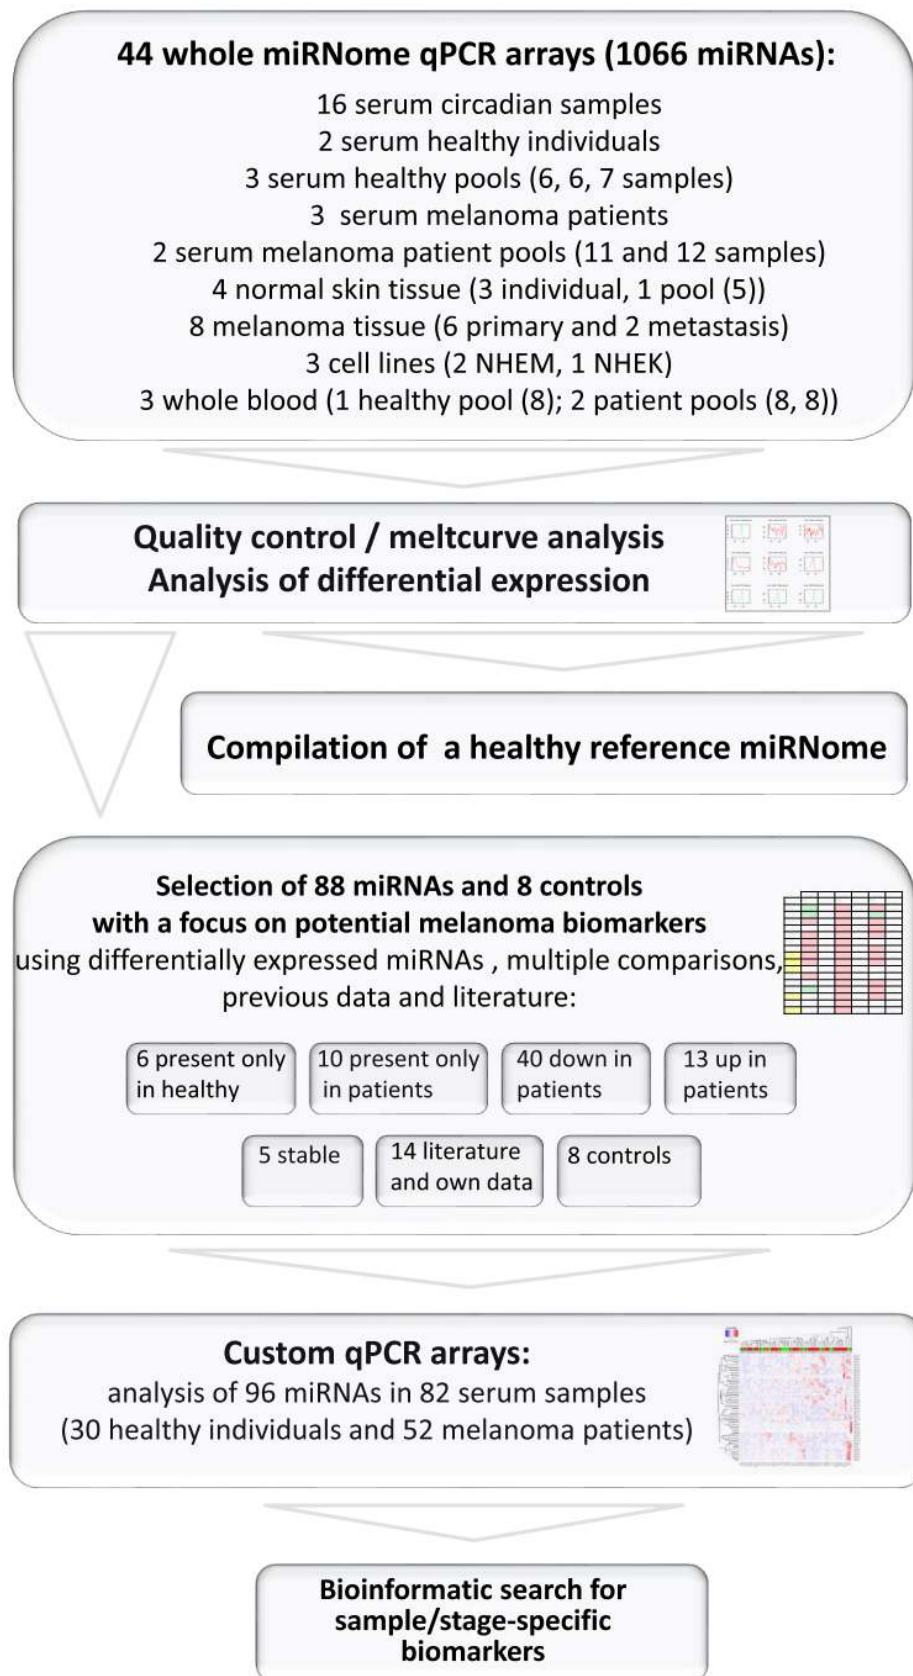 44 whole miRNome qPCR arrays (1066 miRNAs):
16 serum circadian samples
2 serum healthy individuals
3 serum healthy pools (6, 6, 7 samples)
3 serum melanoma patients
2 serum melanoma patient pools (11 and 12 samples)
4 normal skin tissue (3 individual, 1 pool (5))
8 melanoma tissue (6 primary and 2 metastasis)
3 cell lines (2 NHEM, 1 NHEK)
3 whole blood (1 healthy pool (8); 2 patient pools (8, 8))
Quality control / meltcurve analysis
Analysis of differential expression
Compilation of a healthy reference miRNome
Selection of 88 miRNAs and 8 controls
with a focus on potential melanoma biomarkers
using differentially expressed miRNAs , multiple comparisons,
previous data and literature:
6 present only
in healthy
10 present only
in patients
40 down in
patients
13 up in
patients
5 stable
14 literature
and own data
8 controls
Custom qPCR arrays:
analysis of 96 miRNAs in 82 serum samples
(30 healthy individuals and 52 melanoma patients)
Bioinformatic search for
sample/stage-specific
biomarkers